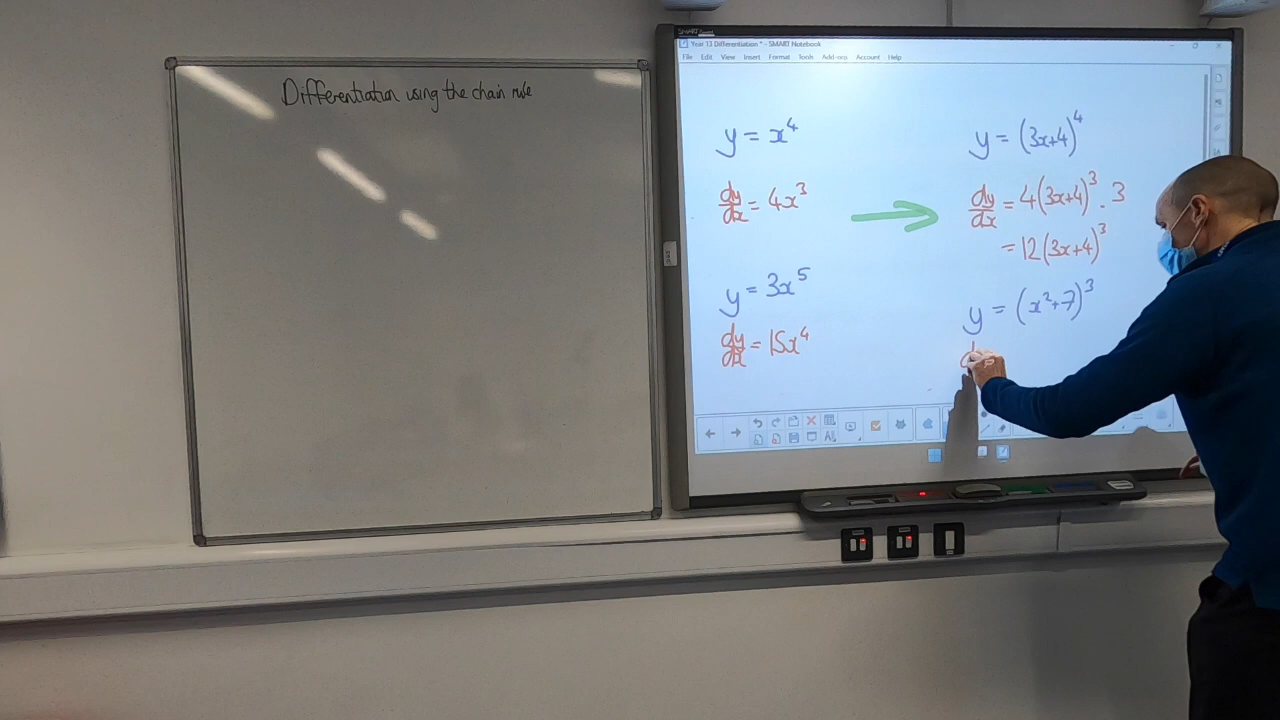 Differentiation using the chain rule
SMART
Year 13 Differentiation * - SMART Notebook
File Edit View Insert Format Tools Add-ons Account Help
y = x⁴
dy/dx = 4x³
y = 3x⁵
dy/dx = 15x⁴
y = (3x+4)⁴
dy/dx = 4(3x+4)³ . 3
= 12(3x+4)³
y = (x²+7)³
d